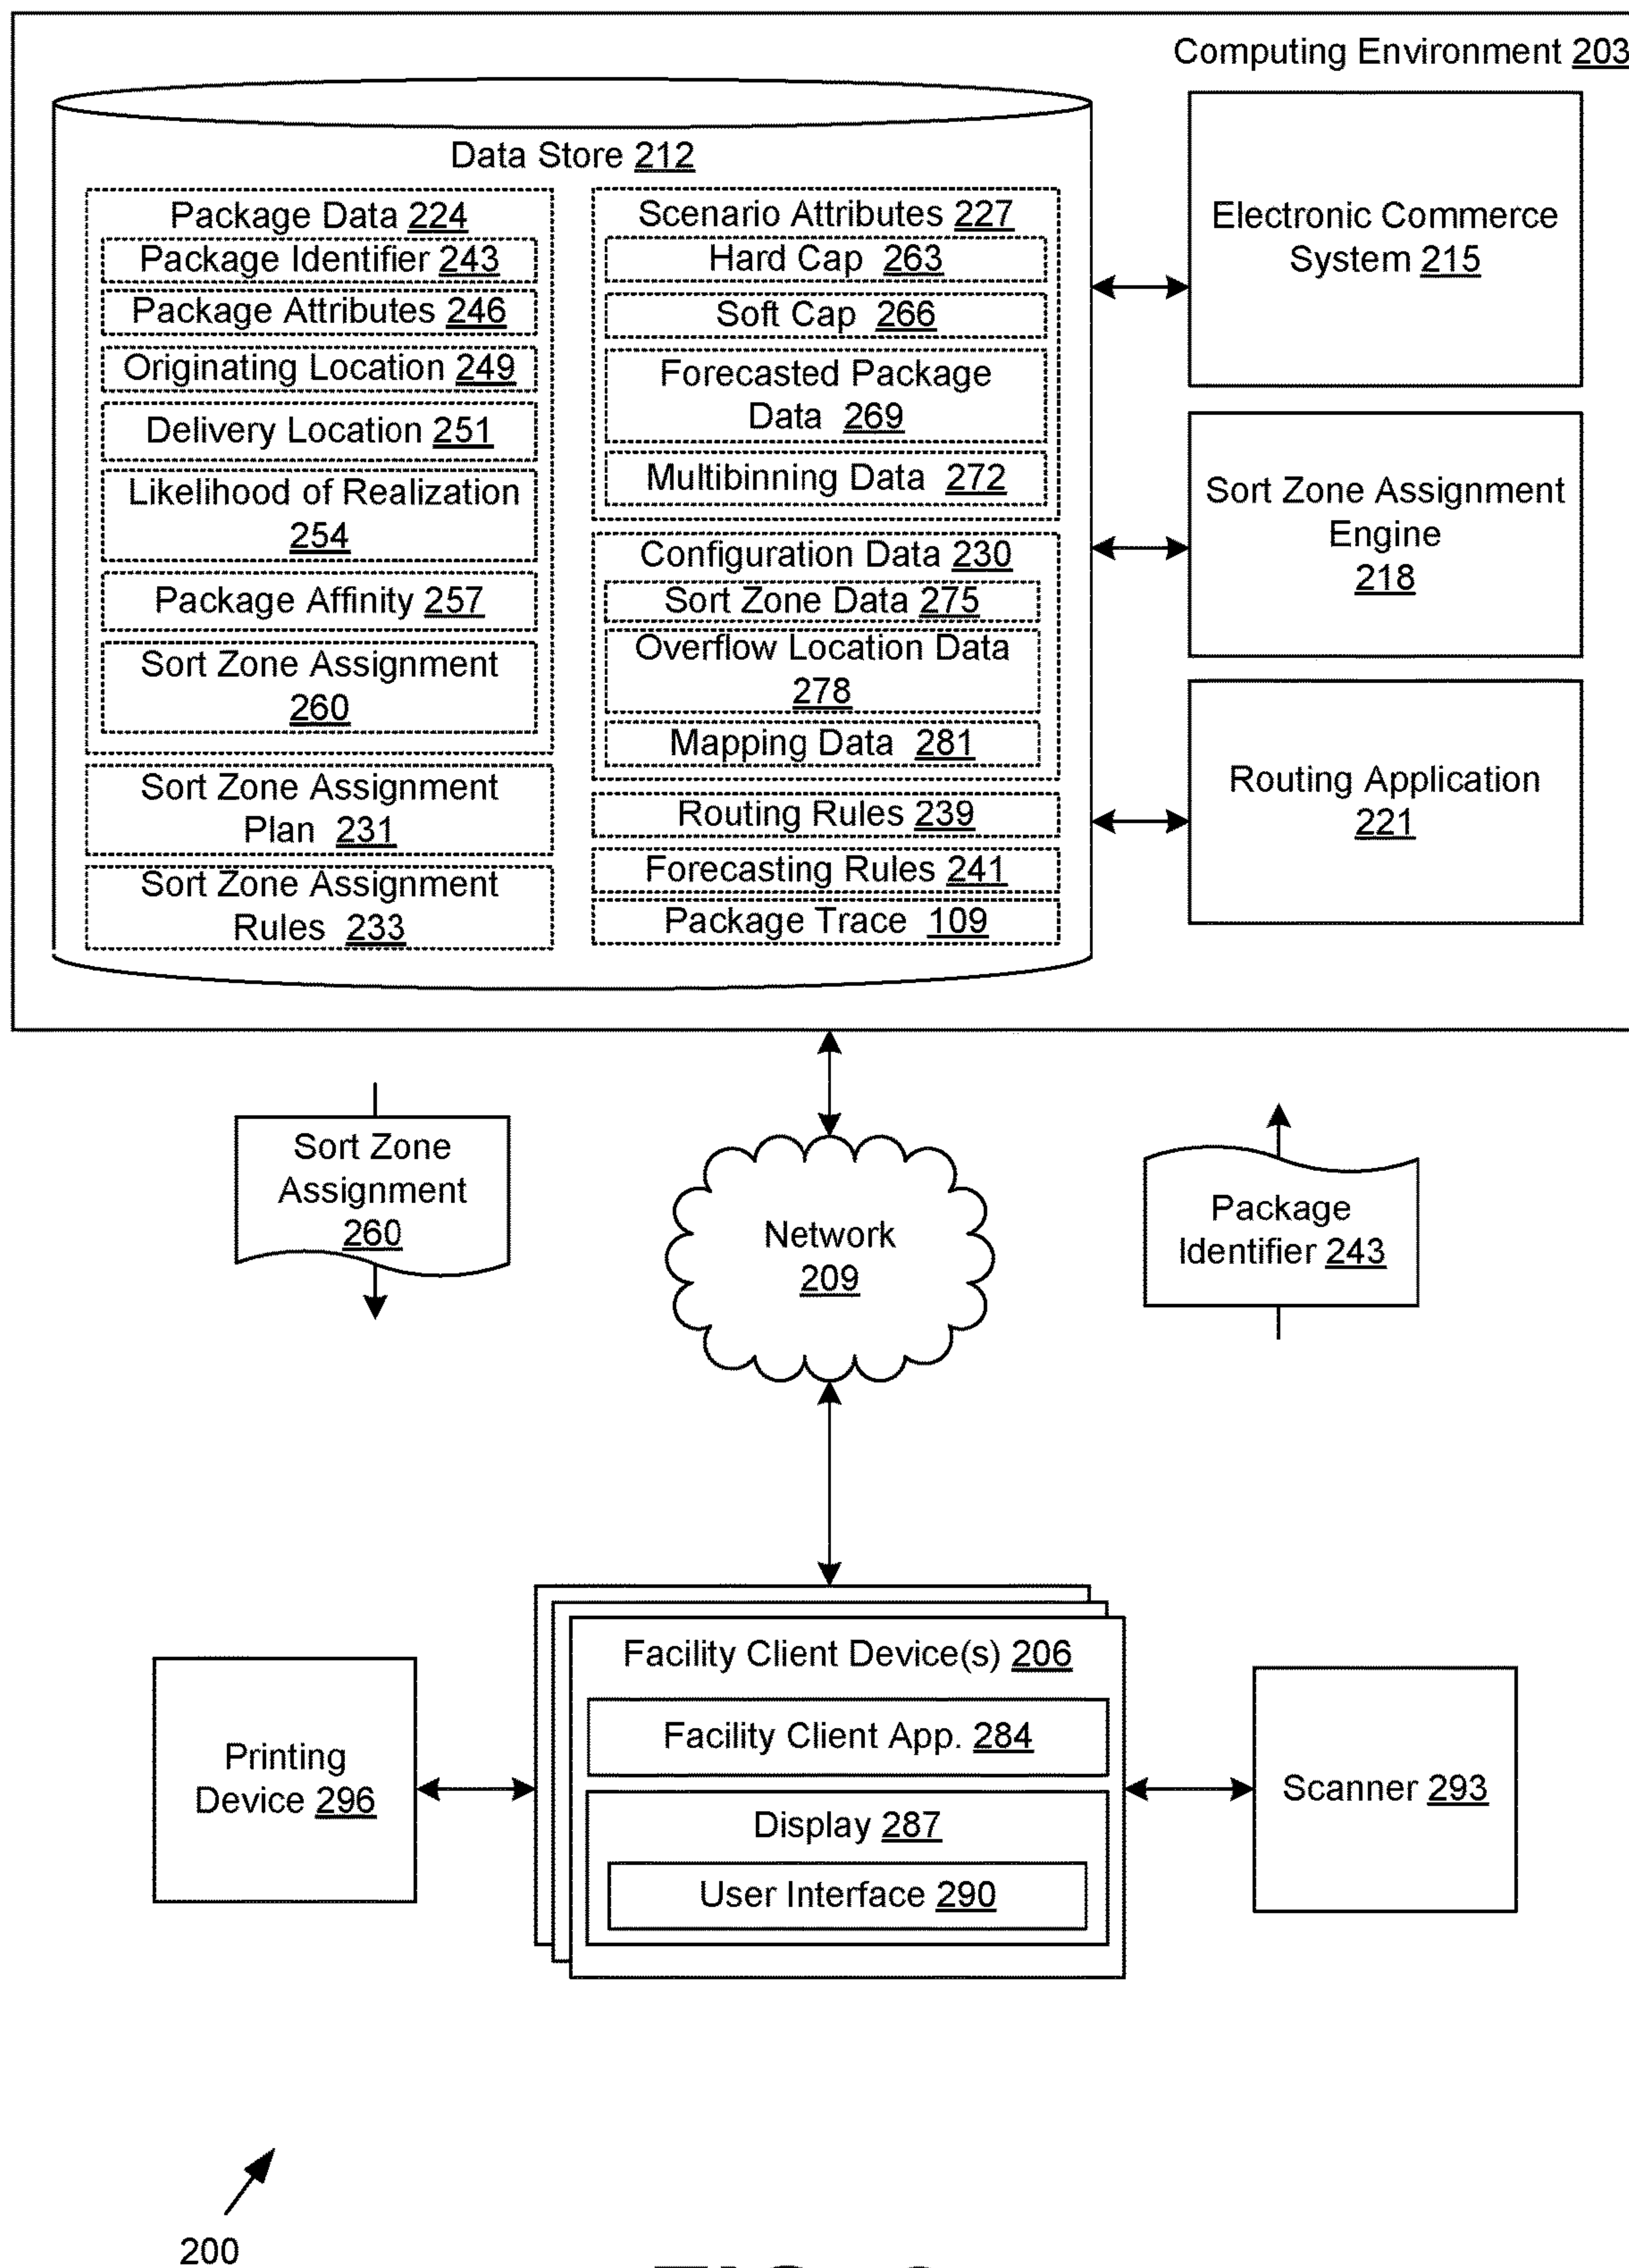 Computing Environment 203
Data Store 212
Package Data 224
Package Identifier 243
Package Attributes 246
Originating Location 249
Delivery Location 251
Likelihood of Realization
254
Package Affinity 257
Sort Zone Assignment
260
Sort Zone Assignment
Plan 231
Sort Zone Assignment
Rules 233
Scenario Attributes 227
Hard Cap 263
Soft Cap 266
Forecasted Package
Data 269
Multibinning Data 272
Configuration Data 230
Sort Zone Data 275
Overflow Location Data
278
Mapping Data 281
Routing Rules 239
Forecasting Rules 241
Package Trace 109
Electronic Commerce
System 215
Sort Zone Assignment
Engine
218
Routing Application
221
Sort Zone
Assignment
260
Network
209
Package
Identifier 243
Facility Client Device(s) 206
Facility Client App. 284
Display 287
User Interface 290
Printing
Device 296
Scanner 293
200